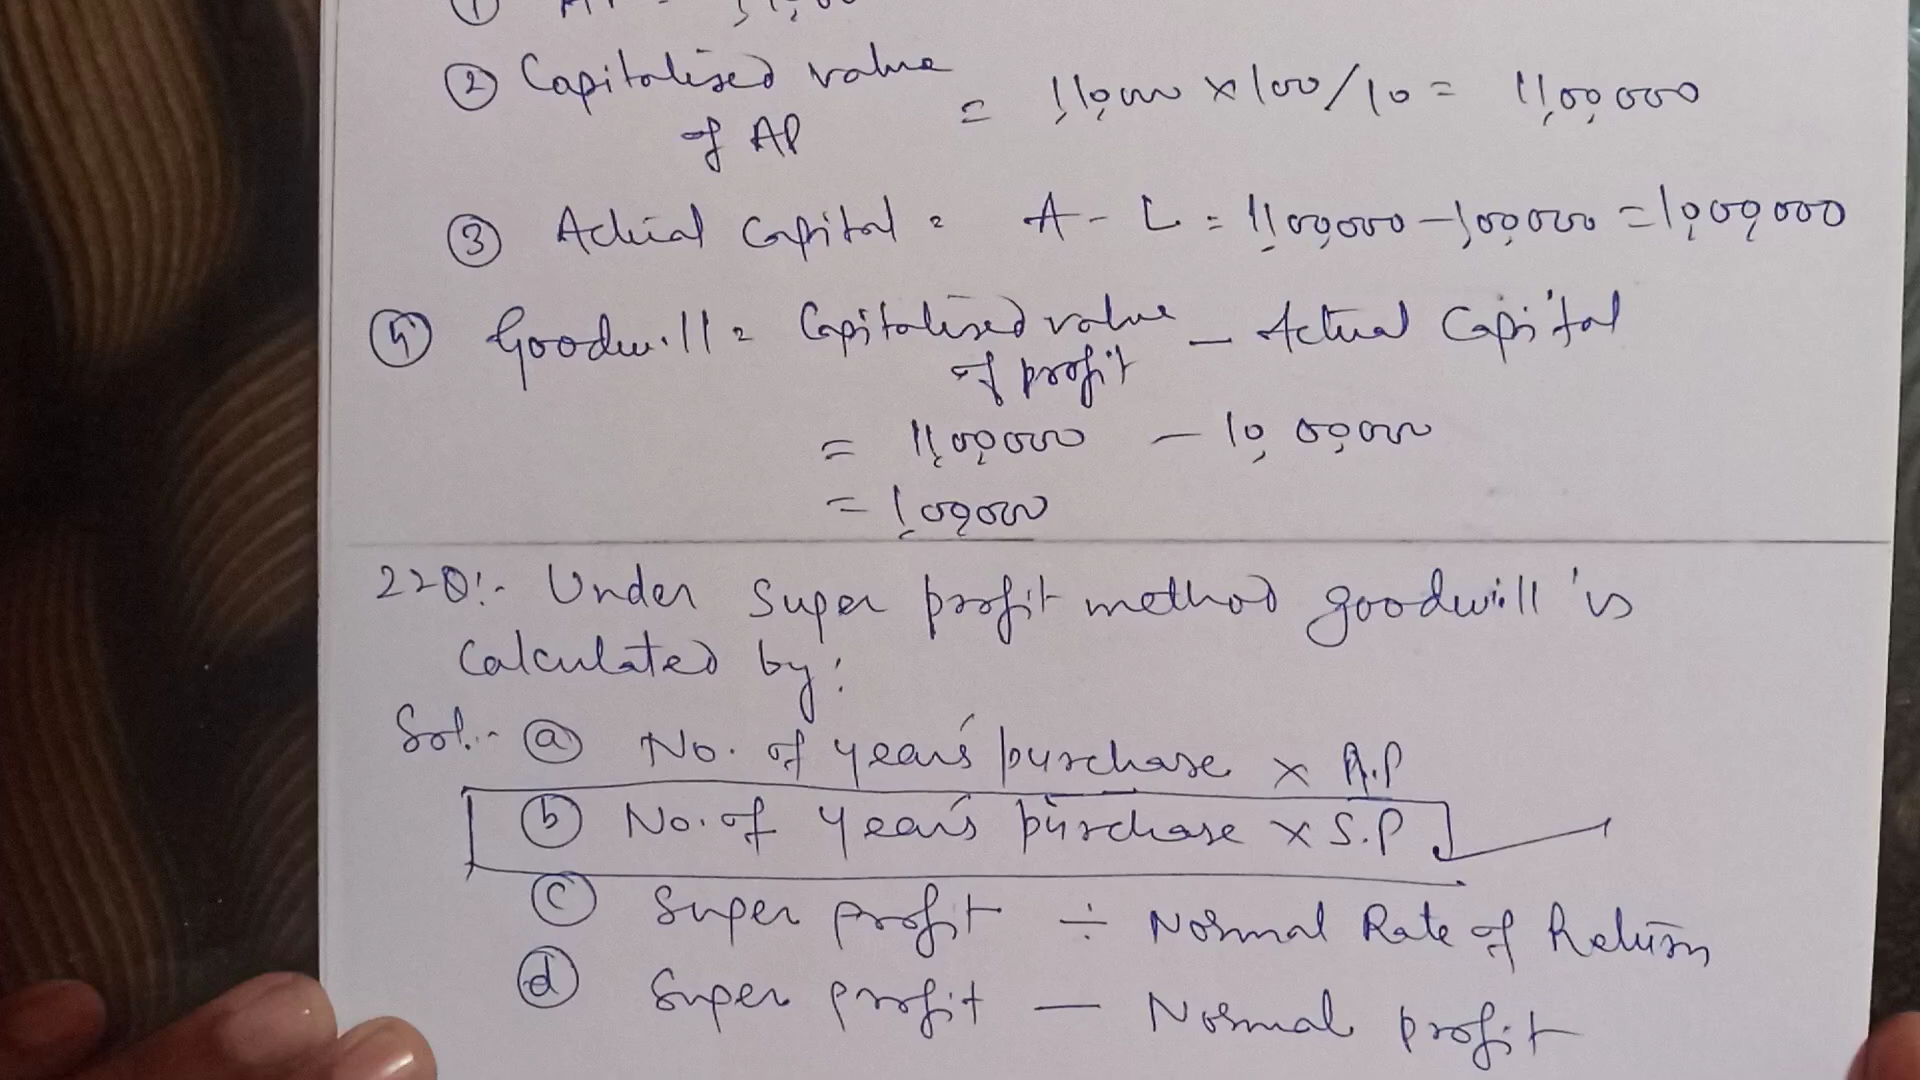 ② Capitalised value of AP = 1,10,000 × 100/10 = 11,00,000
③ Actual Capital = A - L = 11,00,000 - 1,00,000 = 10,00,000
④ Goodwill = Capitalised value of profit - Actual Capital
= 11,00,000 - 10,00,000
= 1,00,000
22Q:- Under Super profit method goodwill is
Calculated by:
Sol:- ⓐ No. of year's purchase × A.P
ⓑ No. of year's purchase × S.P
ⓒ Super profit ÷ Normal Rate of Return
ⓓ Super profit - Normal profit